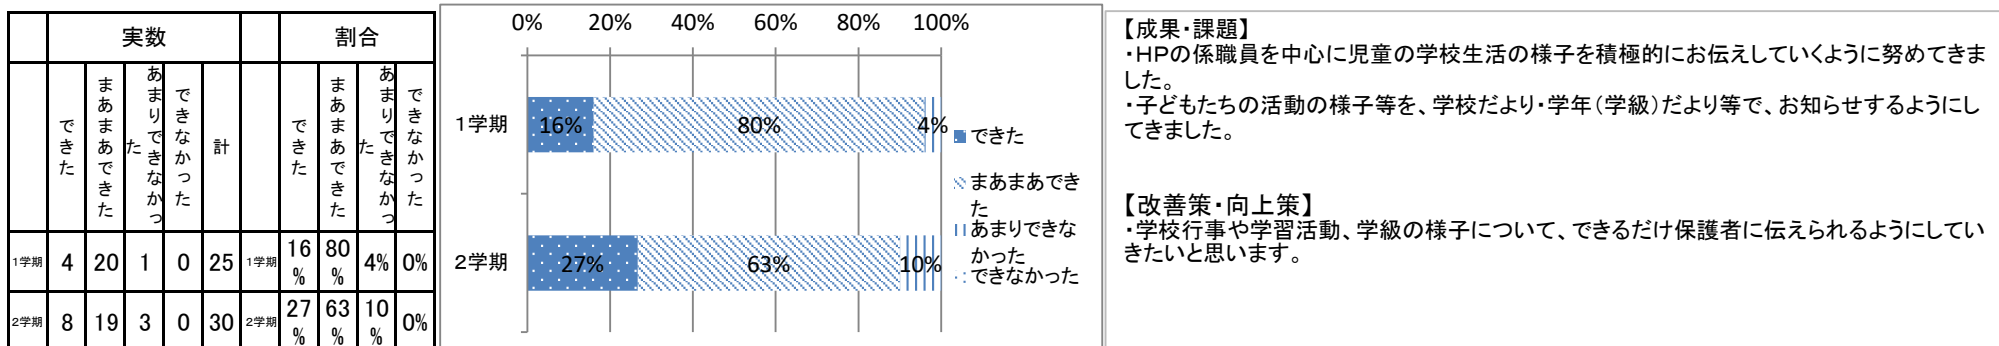 実数 割合
できた まあまあできた あまりできなかった できなかった 計 できた まあまあできた あまりできなかった できなかった
1学期 4 20 1 0 25 1学期 16% 80% 4% 0%
2学期 8 19 3 0 30 2学期 27% 63% 10% 0%
0% 20% 40% 60% 80% 100%
1学期 16% 80% 4%
2学期 27% 63% 10%
できた
まあまあでき
た
あまりできな
かった
できなかった
【成果・課題】
・HPの係職員を中心に児童の学校生活の様子を積極的にお伝えしていくように努めてきま
した。
・子どもたちの活動の様子等を、学校だより・学年(学級)だより等で、お知らせするようにし
てきました。
【改善策・向上策】
・学校行事や学習活動、学級の様子について、できるだけ保護者に伝えられるようにしてい
きたいと思います。